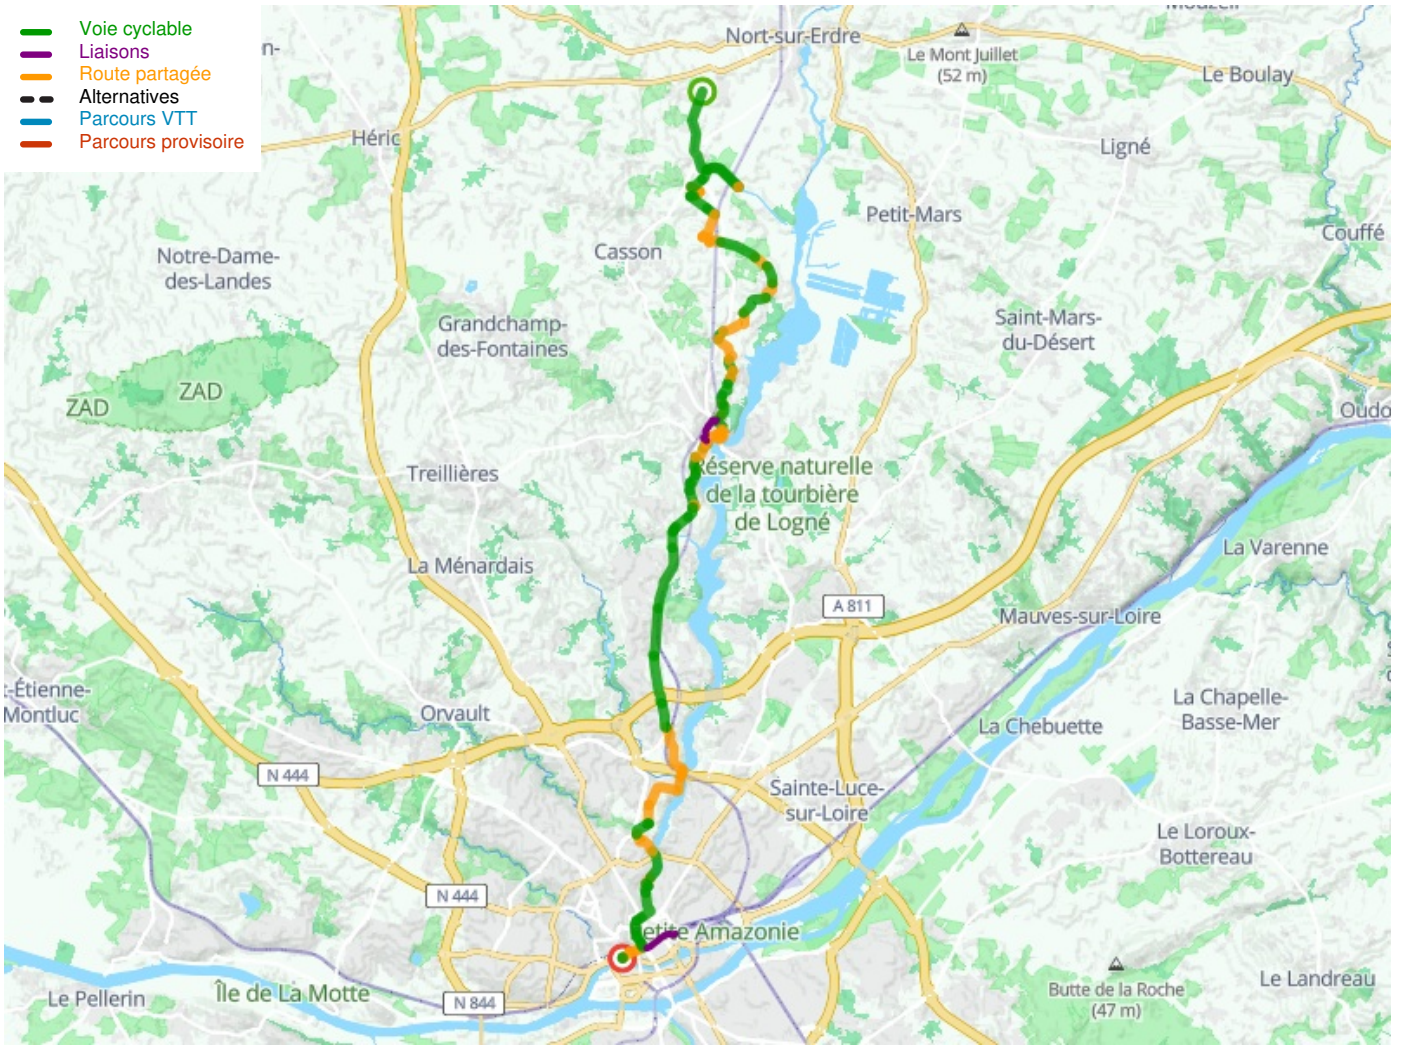 Voie cyclable
Liaisons
Route partagée
Alternatives
Parcours VTT
Parcours provisoire
en-
Nort-sur-Erdre
Le Mont Juillet
(52 m)
Le Boulay
Héric
Ligné
Petit-Mars
Couffé
Casson
Notre-Dame-
des-Landes
Grandchamp-
des-Fontaines
Saint-Mars-
du-Désert
ZAD
ZAD
Oudo
Treillières
Réserve naturelle
de la tourbière
de Logné
La Varenne
La Ménardais
A 811
Mauves-sur-Loire
-Étienne-
Montluc
Orvault
La Chapelle-
Basse-Mer
La Chebuette
N 444
Sainte-Luce-
sur-Loire
Le Loroux-
Bottereau
N 444
etite Amazonie
Le Pellerin
Île de La Motte
N 844
Butte de la Roche
(47 m)
Le Landreau